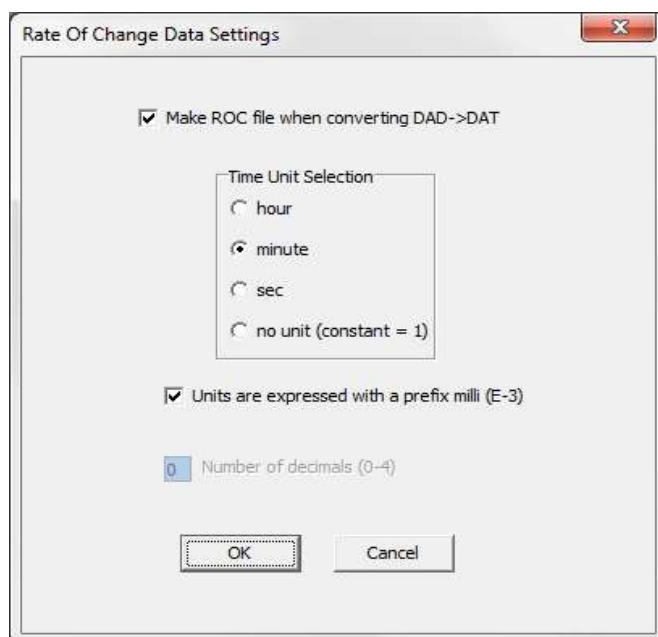 Rate Of Change Data Settings
Make ROC file when converting DAD->DAT
Time Unit Selection
hour
minute
sec
no unit (constant = 1)
Units are expressed with a prefix milli (E-3)
0 Number of decimals (0-4)
OK Cancel